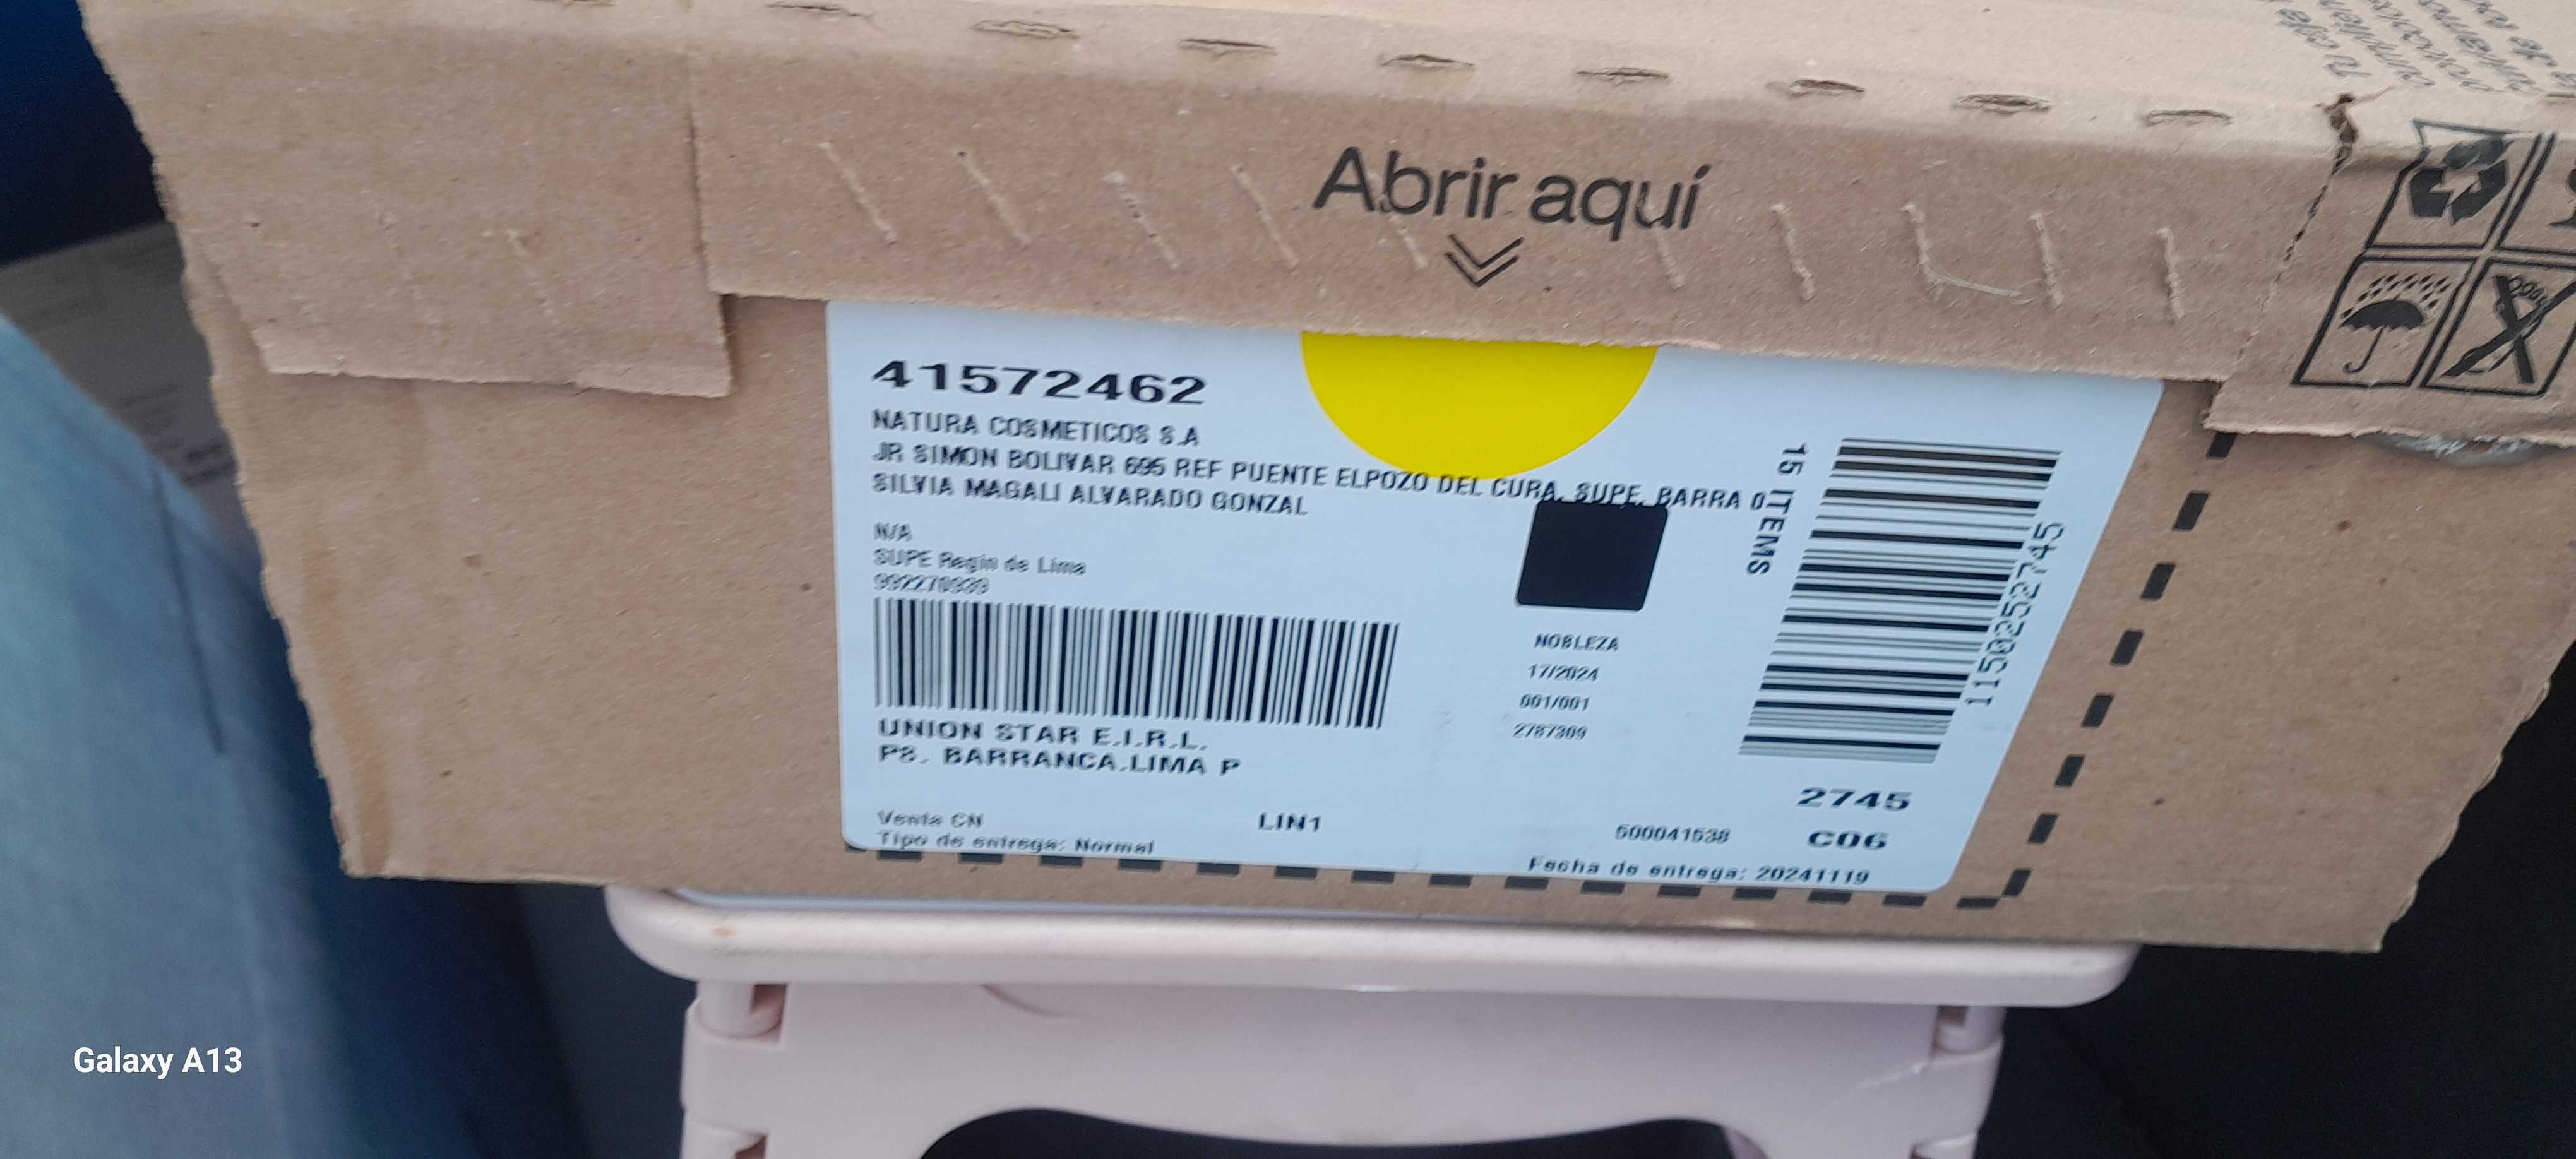 Abrir aquí
41572462
NATURA COSMETICOS S.A
JR SIMON BOLIVAR 695 REF PUENTE ELPOZO DEL CURA, SUPE, BARRA 0
SILVIA MAGALI ALVARADO GONZAL
N/A
SUPE Regin de Lima
992270939
15 ITEMS
NOBLEZA
17/2024
001/001
2787309
UNION STAR E.I.R.L.
PS. BARRANCA.LIMA P
2745
Venta CN
LIN1
500041538
C06
Tipo de entrega: Normal
Fecha de entrega: 20241119
Galaxy A13